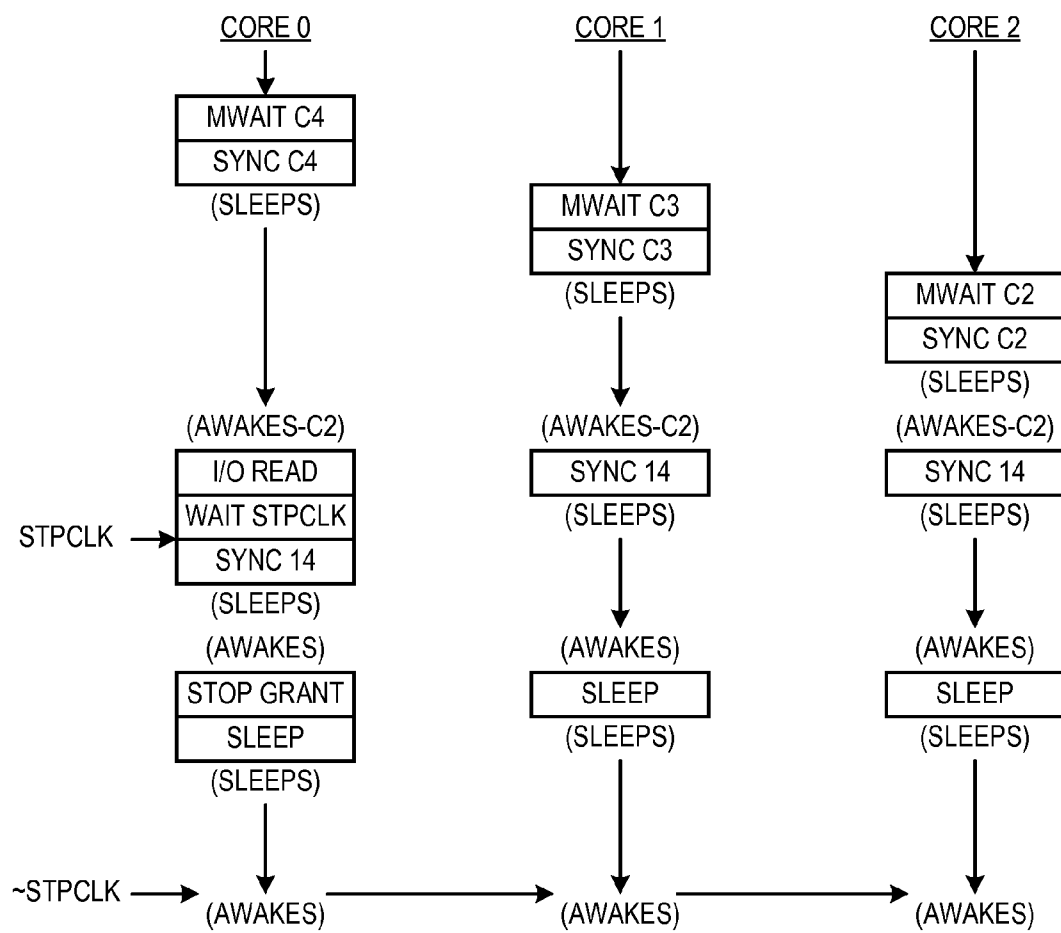 CORE 0 CORE 1 CORE 2
MWAIT C4
SYNC C4
(SLEEPS) MWAIT C3
SYNC C3
(SLEEPS) MWAIT C2
SYNC C2
(SLEEPS)
(AWAKES-C2) (AWAKES-C2) (AWAKES-C2)
I/O READ SYNC 14 SYNC 14
WAIT STPCLK (SLEEPS) (SLEEPS)
STPCLK
SYNC 14
(SLEEPS)
(AWAKES) (AWAKES) (AWAKES)
STOP GRANT SLEEP SLEEP
SLEEP (SLEEPS) (SLEEPS)
(SLEEPS)
~STPCLK
(AWAKES) (AWAKES) (AWAKES)